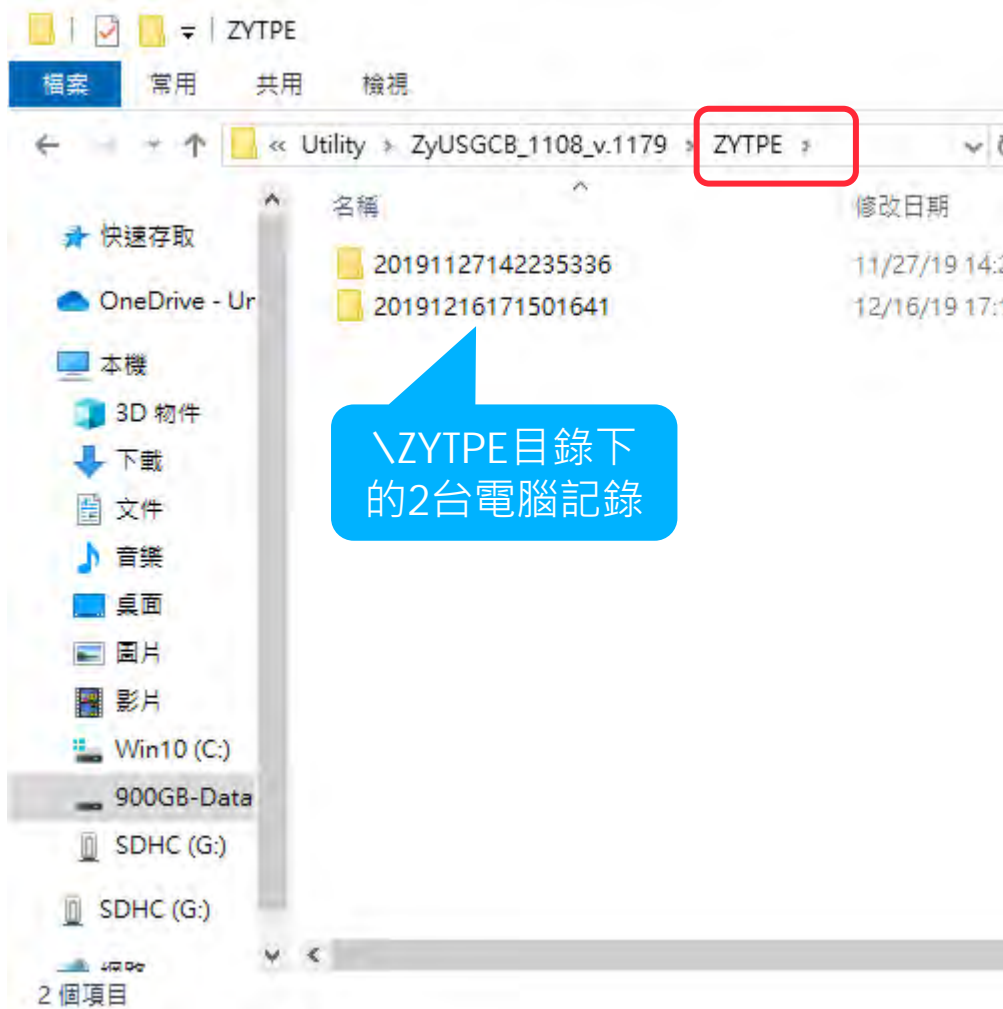 ZYTPE
檔案 常用 共用 檢視
« Utility › ZyUSGCB_1108_v.1179 › ZYTPE ›
名稱 修改日期
快速存取
20191127142235336 11/27/19 14:
OneDrive - Ur
20191216171501641 12/16/19 17:
本機
3D 物件
\ZYTPE目錄下
的2台電腦記錄
下載
文件
音樂
桌面
圖片
影片
Win10 (C:)
900GB-Data
SDHC (G:)
SDHC (G:)
2 個項目